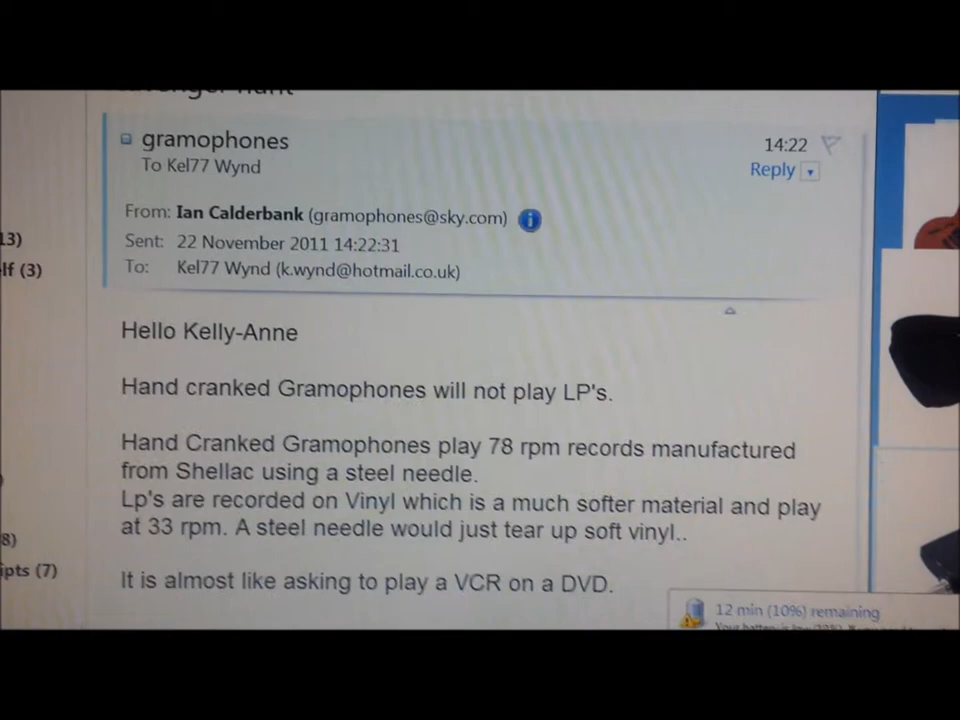 gramophones
14:22
To Kel77 Wynd
Reply
From: Ian Calderbank (gramophones@sky.com)
Sent: 22 November 2011 14:22:31
To: Kel77 Wynd (k.wynd@hotmail.co.uk)
13)
lf (3)
Hello Kelly-Anne
Hand cranked Gramophones will not play LP's.
Hand Cranked Gramophones play 78 rpm records manufactured
from Shellac using a steel needle.
Lp's are recorded on Vinyl which is a much softer material and play
at 33 rpm. A steel needle would just tear up soft vinyl..
8)
ipts (7)
It is almost like asking to play a VCR on a DVD.
12 min (10%) remaining